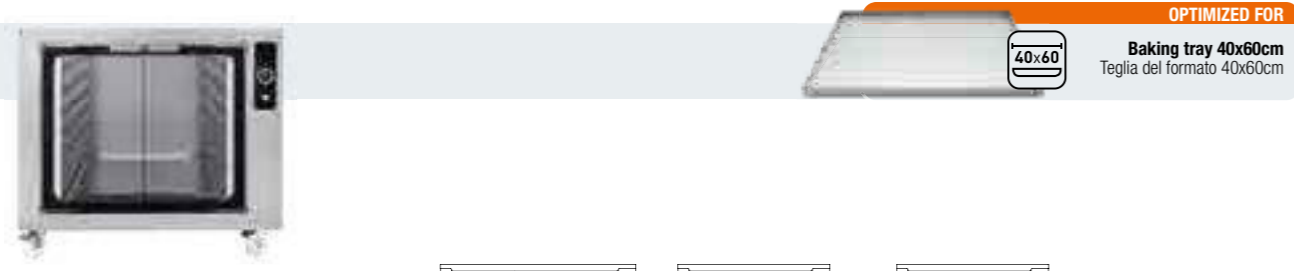 OPTIMIZED FOR
40x60
Baking tray 40x60cm
Teglia del formato 40x60cm